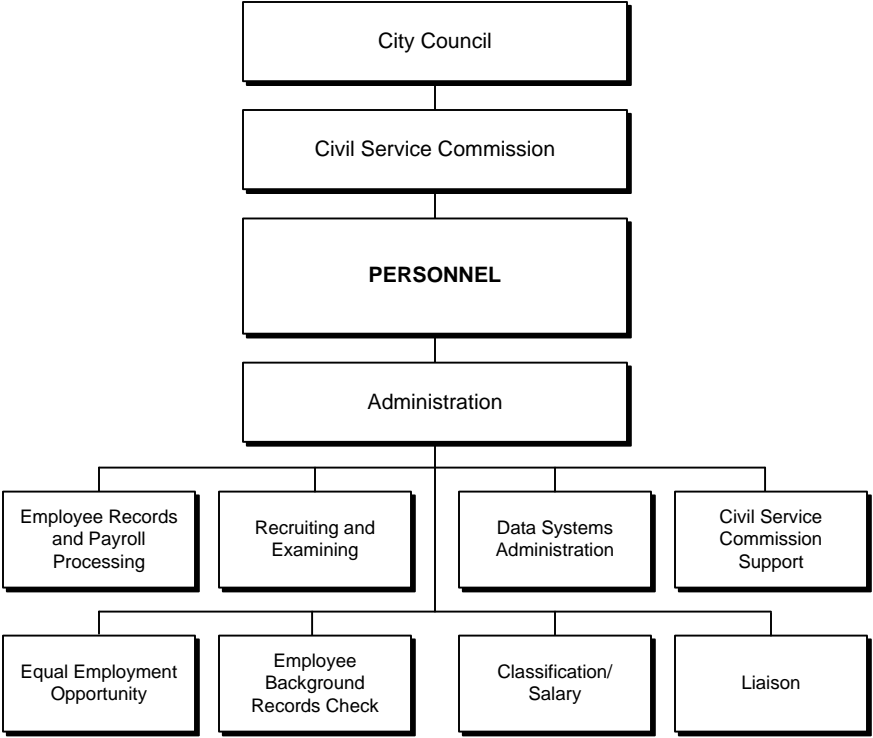 City Council
Civil Service Commission
PERSONNEL
Administration
Employee Records
and Payroll
Processing
Recruiting and
Examining
Data Systems
Administration
Civil Service
Commission
Support
Equal Employment
Opportunity
Employee
Background
Records Check
Classification/
Salary
Liaison